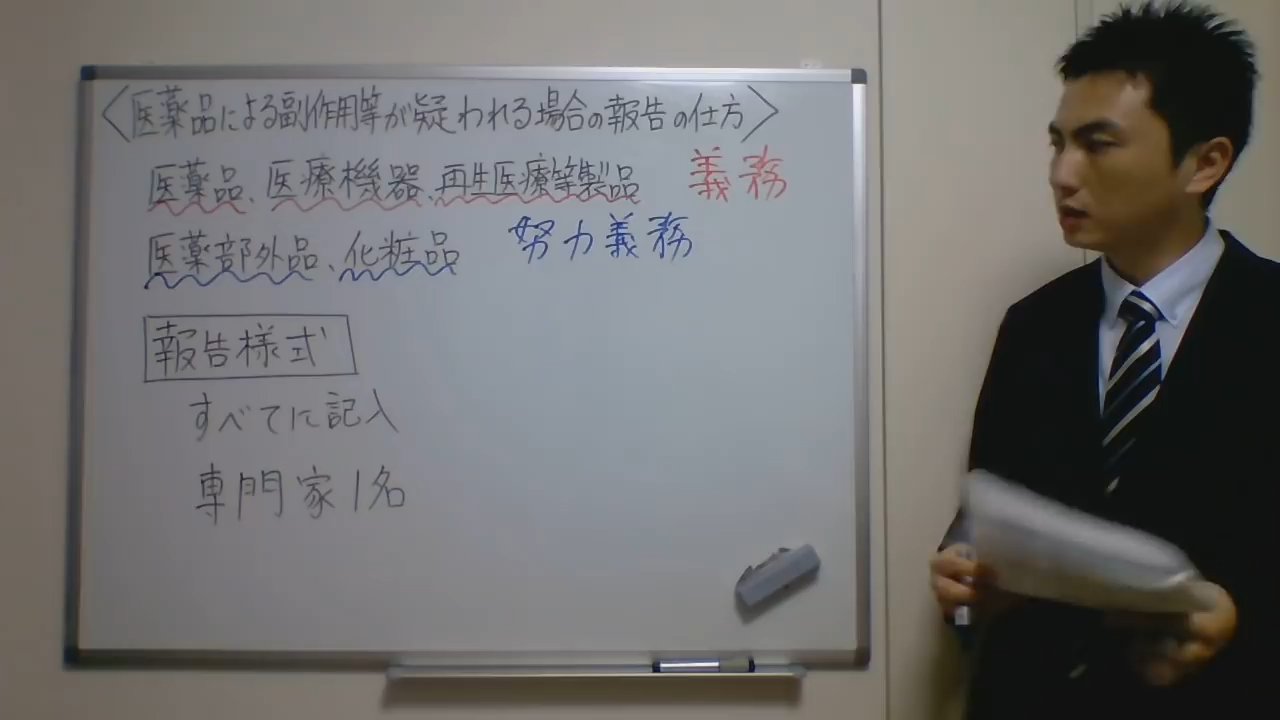 〈医薬品による副作用等が疑われる場合の報告の仕方〉
医薬品、医療機器、再生医療等製品 義務
医薬部外品、化粧品 努力義務
報告様式
すべてに記入
専門家1名